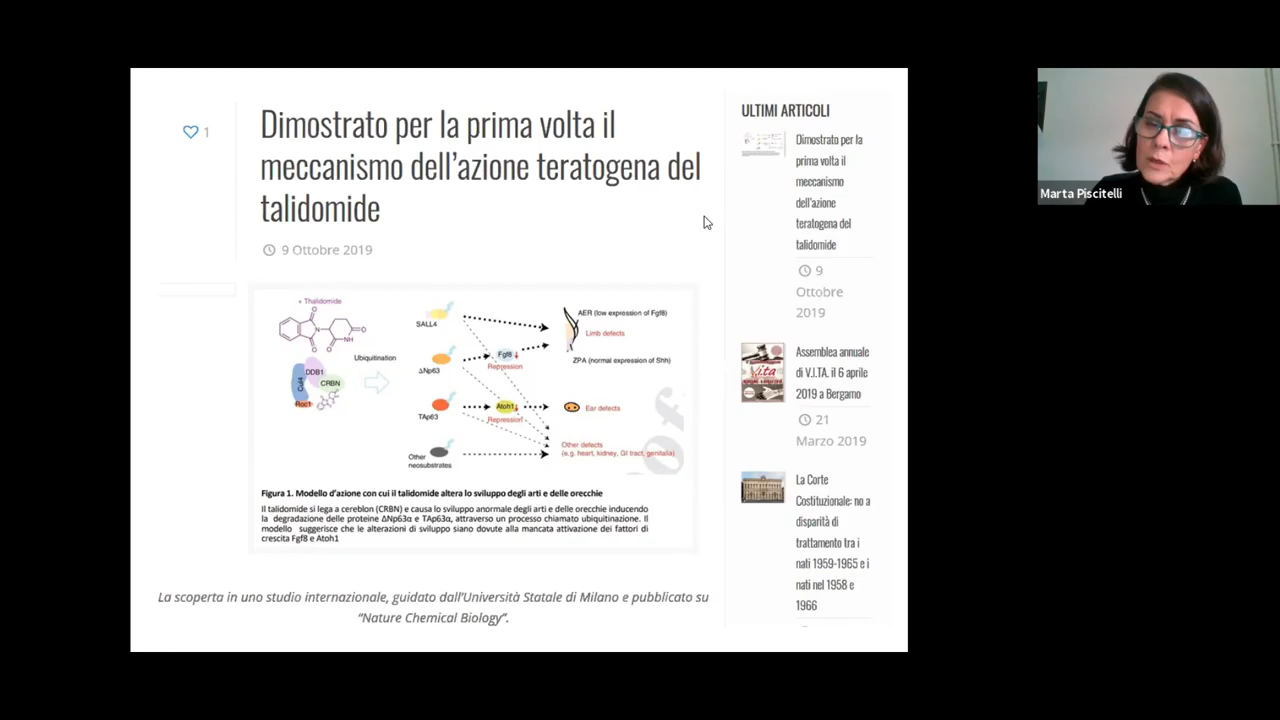 1
Dimostrato per la prima volta il
meccanismo dell'azione teratogena del
talidomide
9 Ottobre 2019
+ Thalidomide
O
O
N
O
NH
O
DDB1
Cul4
CRBN
Roc1
Ubiquitination
SALL4
ΔNp63
TAp63
Other
neosubstrates
Fgf8
Repression
Atoh1
Repression
AER (low expression of Fgf8)
Limb defects
ZPA (normal expression of Shh)
Ear defects
Other defects
(e.g. heart, kidney, GI tract, genitalia)
Figura 1. Modello d'azione con cui il talidomide altera lo sviluppo degli arti e delle orecchie
Il talidomide si lega a cereblon (CRBN) e causa lo sviluppo anormale degli arti e delle orecchie inducendo
la degradazione delle proteine ΔNp63α e TAp63α, attraverso un processo chiamato ubiquitinazione. Il
modello suggerisce che le alterazioni di sviluppo siano dovute alla mancata attivazione dei fattori di
crescita Fgf8 e Atoh1
La scoperta in uno studio internazionale, guidato dall'Università Statale di Milano e pubblicato su
"Nature Chemical Biology".
ULTIMI ARTICOLI
Dimostrato per la
prima volta il
meccanismo
dell'azione
teratogena del
talidomide
9
Ottobre
2019
Assemblea annuale
di V.I.TA. il 6 aprile
2019 a Bergamo
21
Marzo 2019
La Corte
Costituzionale: no a
disparità di
trattamento tra i
nati 1959-1965 e i
nati nel 1958 e
1966
Marta Piscitelli